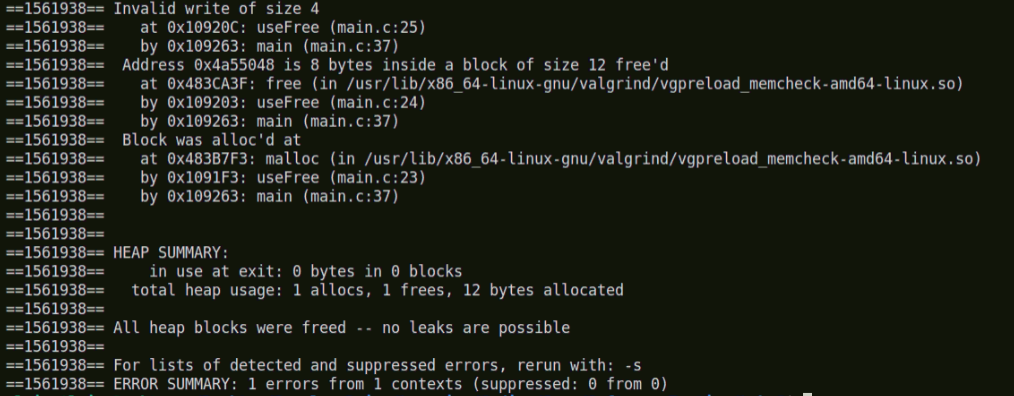 ==1561938== Invalid write of size 4
==1561938==    at 0x10920C: useFree (main.c:25)
==1561938==    by 0x109263: main (main.c:37)
==1561938==  Address 0x4a55048 is 8 bytes inside a block of size 12 free'd
==1561938==    at 0x483CA3F: free (in /usr/lib/x86_64-linux-gnu/valgrind/vgpreload_memcheck-amd64-linux.so)
==1561938==    by 0x109203: useFree (main.c:24)
==1561938==    by 0x109263: main (main.c:37)
==1561938==  Block was alloc'd at
==1561938==    at 0x483B7F3: malloc (in /usr/lib/x86_64-linux-gnu/valgrind/vgpreload_memcheck-amd64-linux.so)
==1561938==    by 0x1091F3: useFree (main.c:23)
==1561938==    by 0x109263: main (main.c:37)
==1561938==
==1561938==
==1561938== HEAP SUMMARY:
==1561938==     in use at exit: 0 bytes in 0 blocks
==1561938==   total heap usage: 1 allocs, 1 frees, 12 bytes allocated
==1561938==
==1561938== All heap blocks were freed -- no leaks are possible
==1561938==
==1561938== For lists of detected and suppressed errors, rerun with: -s
==1561938== ERROR SUMMARY: 1 errors from 1 contexts (suppressed: 0 from 0)